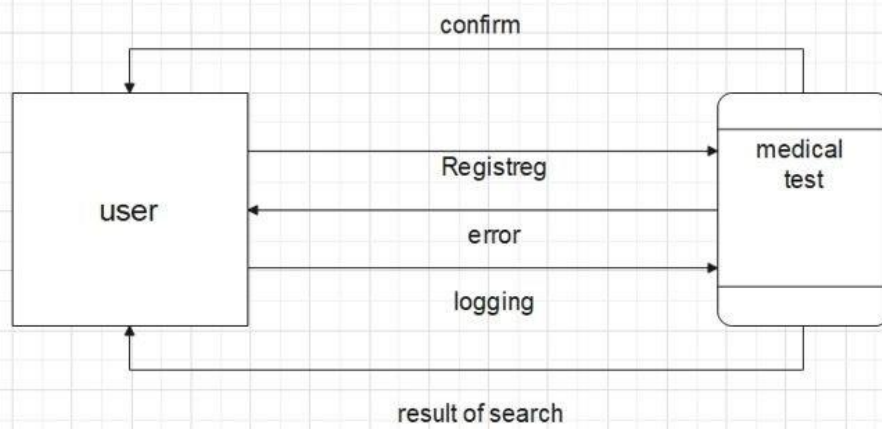 confirm
Registreg
medical
test
user
error
logging
result of search